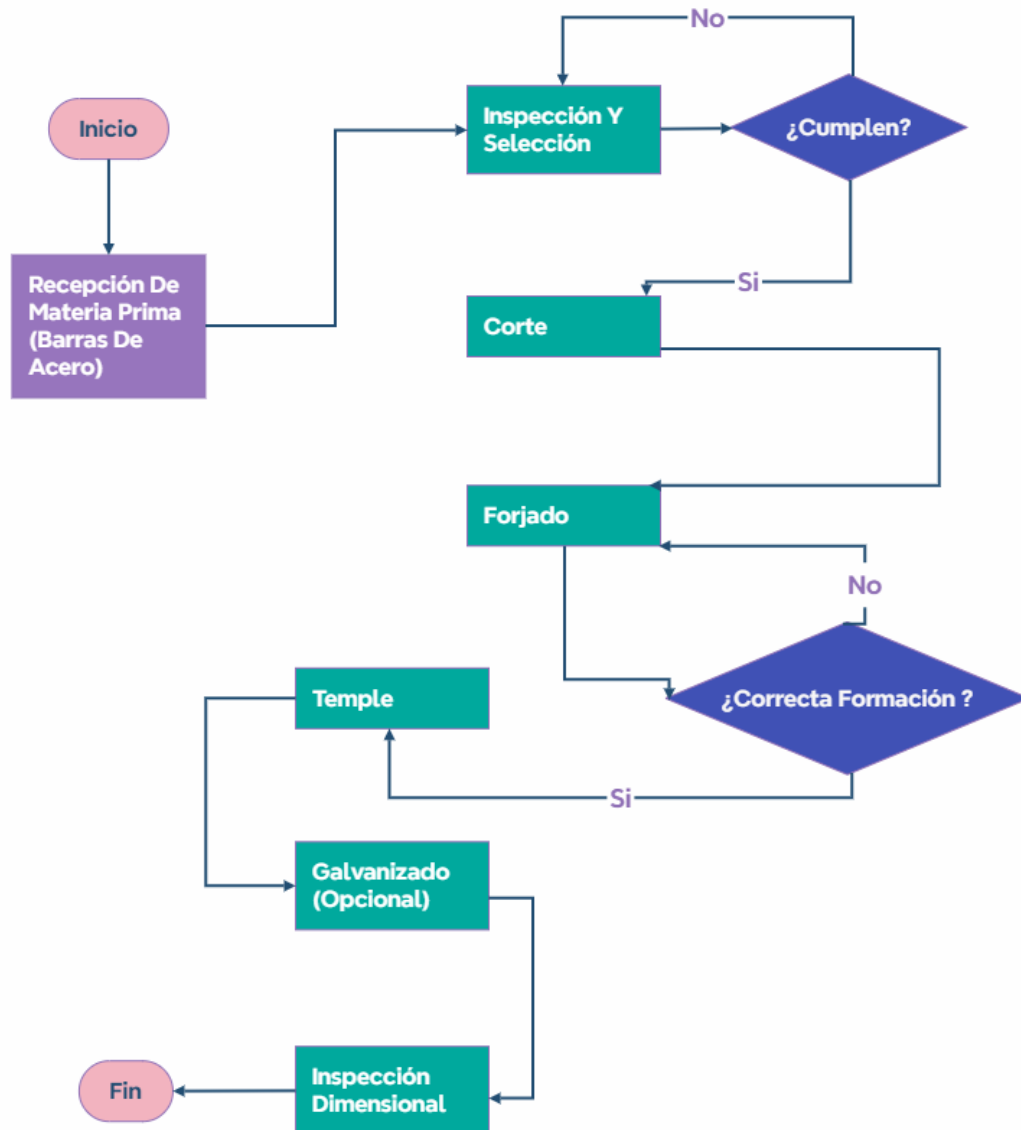 Inicio
Recepción De
Materia Prima
(Barras De
Acero)
Inspección Y
Selección
¿Cumplen?
No
Si
Corte
Forjado
¿Correcta Formación ?
No
Si
Temple
Galvanizado
(Opcional)
Inspección
Dimensional
Fin